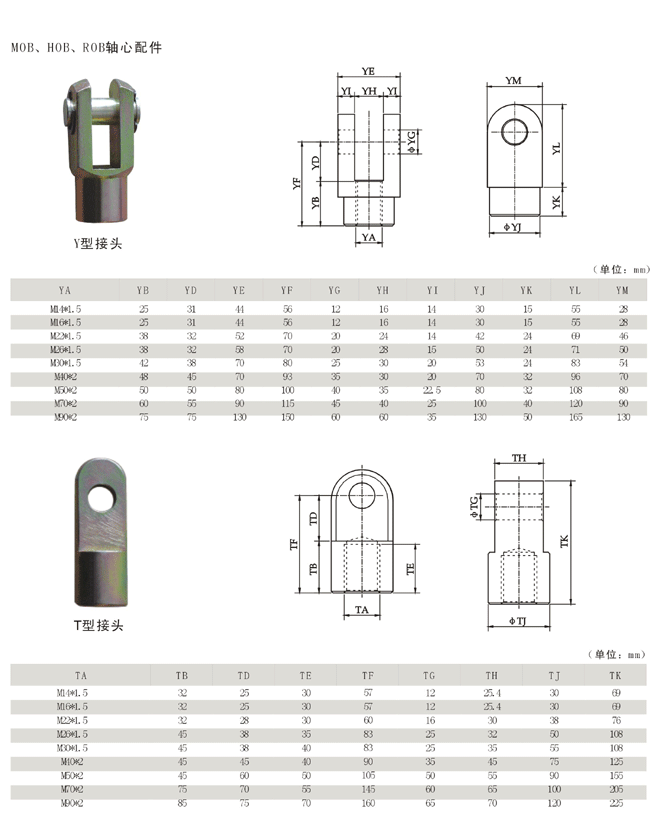 MOB、HOB、ROB轴心配件
YE
YI YH YI
YF
YD
YB
φYG
YA
YM
YL
YK
φYJ
Y型接头
(单位: mm)
YA YB YD YE YF YG YH YI YJ YK YL YM
M14*1.5 25 31 44 56 12 16 14 30 15 55 28
M16*1.5 25 31 44 56 12 16 14 30 15 55 28
M22*1.5 38 32 52 70 20 24 14 42 24 69 46
M26*1.5 38 32 58 70 20 28 15 50 24 71 50
M30*1.5 42 38 70 80 25 30 20 53 24 83 54
M40*2 48 45 70 93 35 30 20 70 32 96 70
M50*2 50 50 80 100 40 35 22.5 80 32 108 80
M70*2 60 55 90 115 45 40 25 100 40 120 90
M90*2 75 75 130 150 60 60 35 130 50 165 130
TF
TD
TB
TE
TA
TH
φTG
TK
φTJ
T型接头
(单位: mm)
TA TB TD TE TF TG TH TJ TK
M14*1.5 32 25 30 57 12 25.4 30 69
M16*1.5 32 25 30 57 12 25.4 30 69
M22*1.5 32 28 30 60 16 30 38 76
M26*1.5 45 38 35 83 25 32 50 108
M30*1.5 45 38 40 83 25 35 55 108
M40*2 45 45 40 90 35 45 75 125
M50*2 45 60 50 105 50 55 90 155
M70*2 75 70 55 145 60 65 100 205
M90*2 85 75 70 160 65 70 120 225